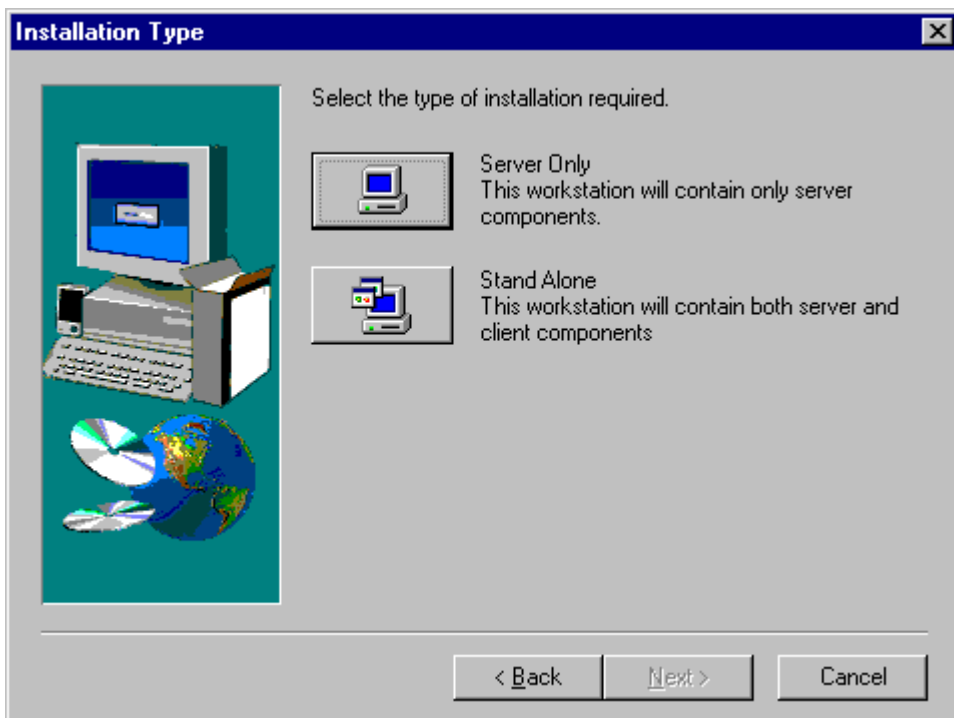 Installation Type
Select the type of installation required.
Server Only
This workstation will contain only server
components.
Stand Alone
This workstation will contain both server and
client components
< Back
Next >
Cancel